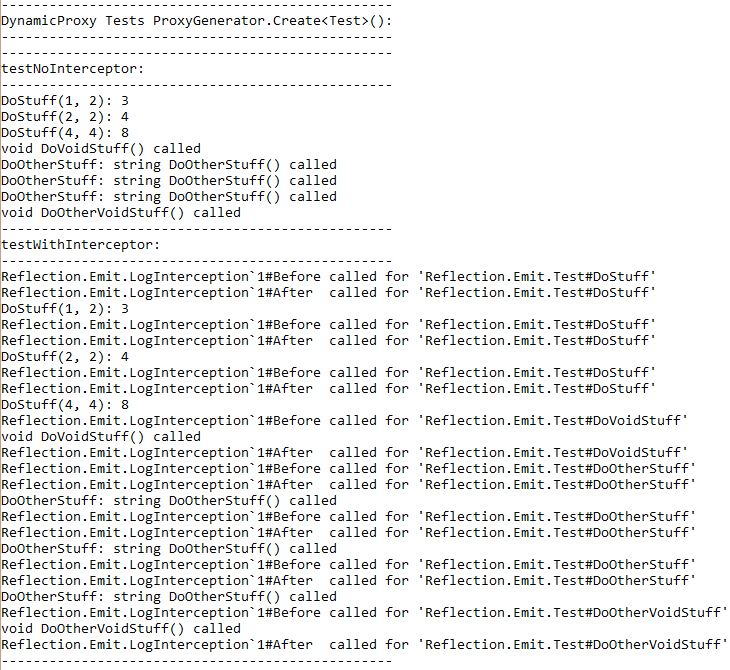 -------------------------------------------------
DynamicProxy Tests ProxyGenerator.Create<Test>():
-------------------------------------------------
-------------------------------------------------
testNoInterceptor:
-------------------------------------------------
DoStuff(1, 2): 3
DoStuff(2, 2): 4
DoStuff(4, 4): 8
void DoVoidStuff() called
DoOtherStuff: string DoOtherStuff() called
DoOtherStuff: string DoOtherStuff() called
DoOtherStuff: string DoOtherStuff() called
void DoOtherVoidStuff() called
-------------------------------------------------
testWithInterceptor:
-------------------------------------------------
Reflection.Emit.LogInterception`1#Before called for 'Reflection.Emit.Test#DoStuff'
Reflection.Emit.LogInterception`1#After  called for 'Reflection.Emit.Test#DoStuff'
DoStuff(1, 2): 3
Reflection.Emit.LogInterception`1#Before called for 'Reflection.Emit.Test#DoStuff'
Reflection.Emit.LogInterception`1#After  called for 'Reflection.Emit.Test#DoStuff'
DoStuff(2, 2): 4
Reflection.Emit.LogInterception`1#Before called for 'Reflection.Emit.Test#DoStuff'
Reflection.Emit.LogInterception`1#After  called for 'Reflection.Emit.Test#DoStuff'
DoStuff(4, 4): 8
Reflection.Emit.LogInterception`1#Before called for 'Reflection.Emit.Test#DoVoidStuff'
void DoVoidStuff() called
Reflection.Emit.LogInterception`1#After  called for 'Reflection.Emit.Test#DoVoidStuff'
Reflection.Emit.LogInterception`1#Before called for 'Reflection.Emit.Test#DoOtherStuff'
Reflection.Emit.LogInterception`1#After  called for 'Reflection.Emit.Test#DoOtherStuff'
DoOtherStuff: string DoOtherStuff() called
Reflection.Emit.LogInterception`1#Before called for 'Reflection.Emit.Test#DoOtherStuff'
Reflection.Emit.LogInterception`1#After  called for 'Reflection.Emit.Test#DoOtherStuff'
DoOtherStuff: string DoOtherStuff() called
Reflection.Emit.LogInterception`1#Before called for 'Reflection.Emit.Test#DoOtherStuff'
Reflection.Emit.LogInterception`1#After  called for 'Reflection.Emit.Test#DoOtherStuff'
DoOtherStuff: string DoOtherStuff() called
Reflection.Emit.LogInterception`1#Before called for 'Reflection.Emit.Test#DoOtherVoidStuff'
void DoOtherVoidStuff() called
Reflection.Emit.LogInterception`1#After  called for 'Reflection.Emit.Test#DoOtherVoidStuff'
-------------------------------------------------